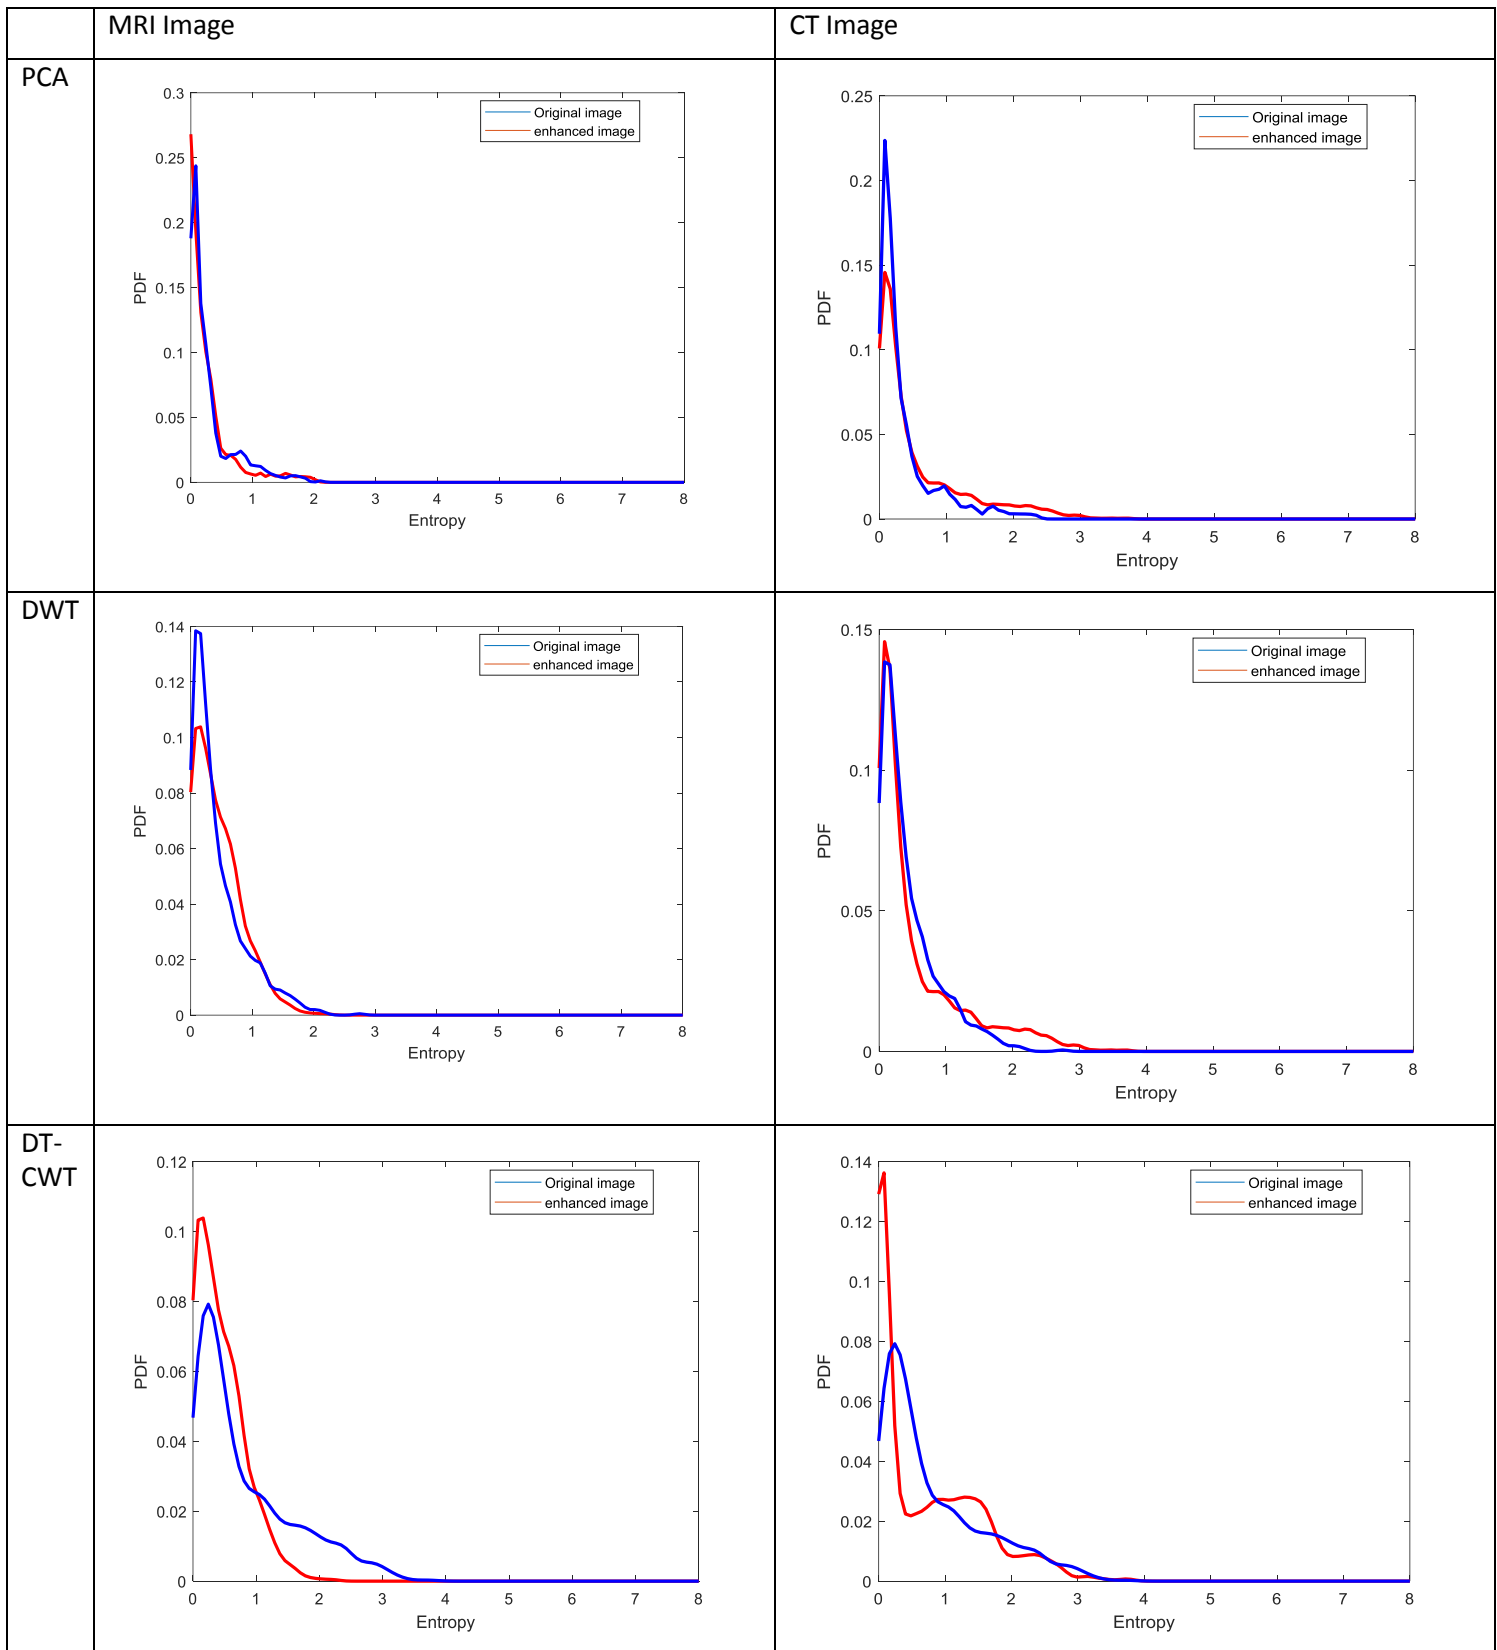 MRI Image
CT Image
PCA
0.3
0.25
0.2
0.15
0.1
0.05
0
PDF
Original image
enhanced image
0 1 2 3 4 5 6 7 8
Entropy
0.25
0.2
0.15
0.1
0.05
0
PDF
Original image
enhanced image
0 1 2 3 4 5 6 7 8
Entropy
DWT
0.14
0.12
0.1
0.08
0.06
0.04
0.02
0
PDF
Original image
enhanced image
0 1 2 3 4 5 6 7 8
Entropy
0.15
0.1
0.05
0
PDF
Original image
enhanced image
0 1 2 3 4 5 6 7 8
Entropy
DT-
CWT
0.12
0.1
0.08
0.06
0.04
0.02
0
PDF
Original image
enhanced image
0 1 2 3 4 5 6 7 8
Entropy
0.14
0.12
0.1
0.08
0.06
0.04
0.02
0
PDF
Original image
enhanced image
0 1 2 3 4 5 6 7 8
Entropy